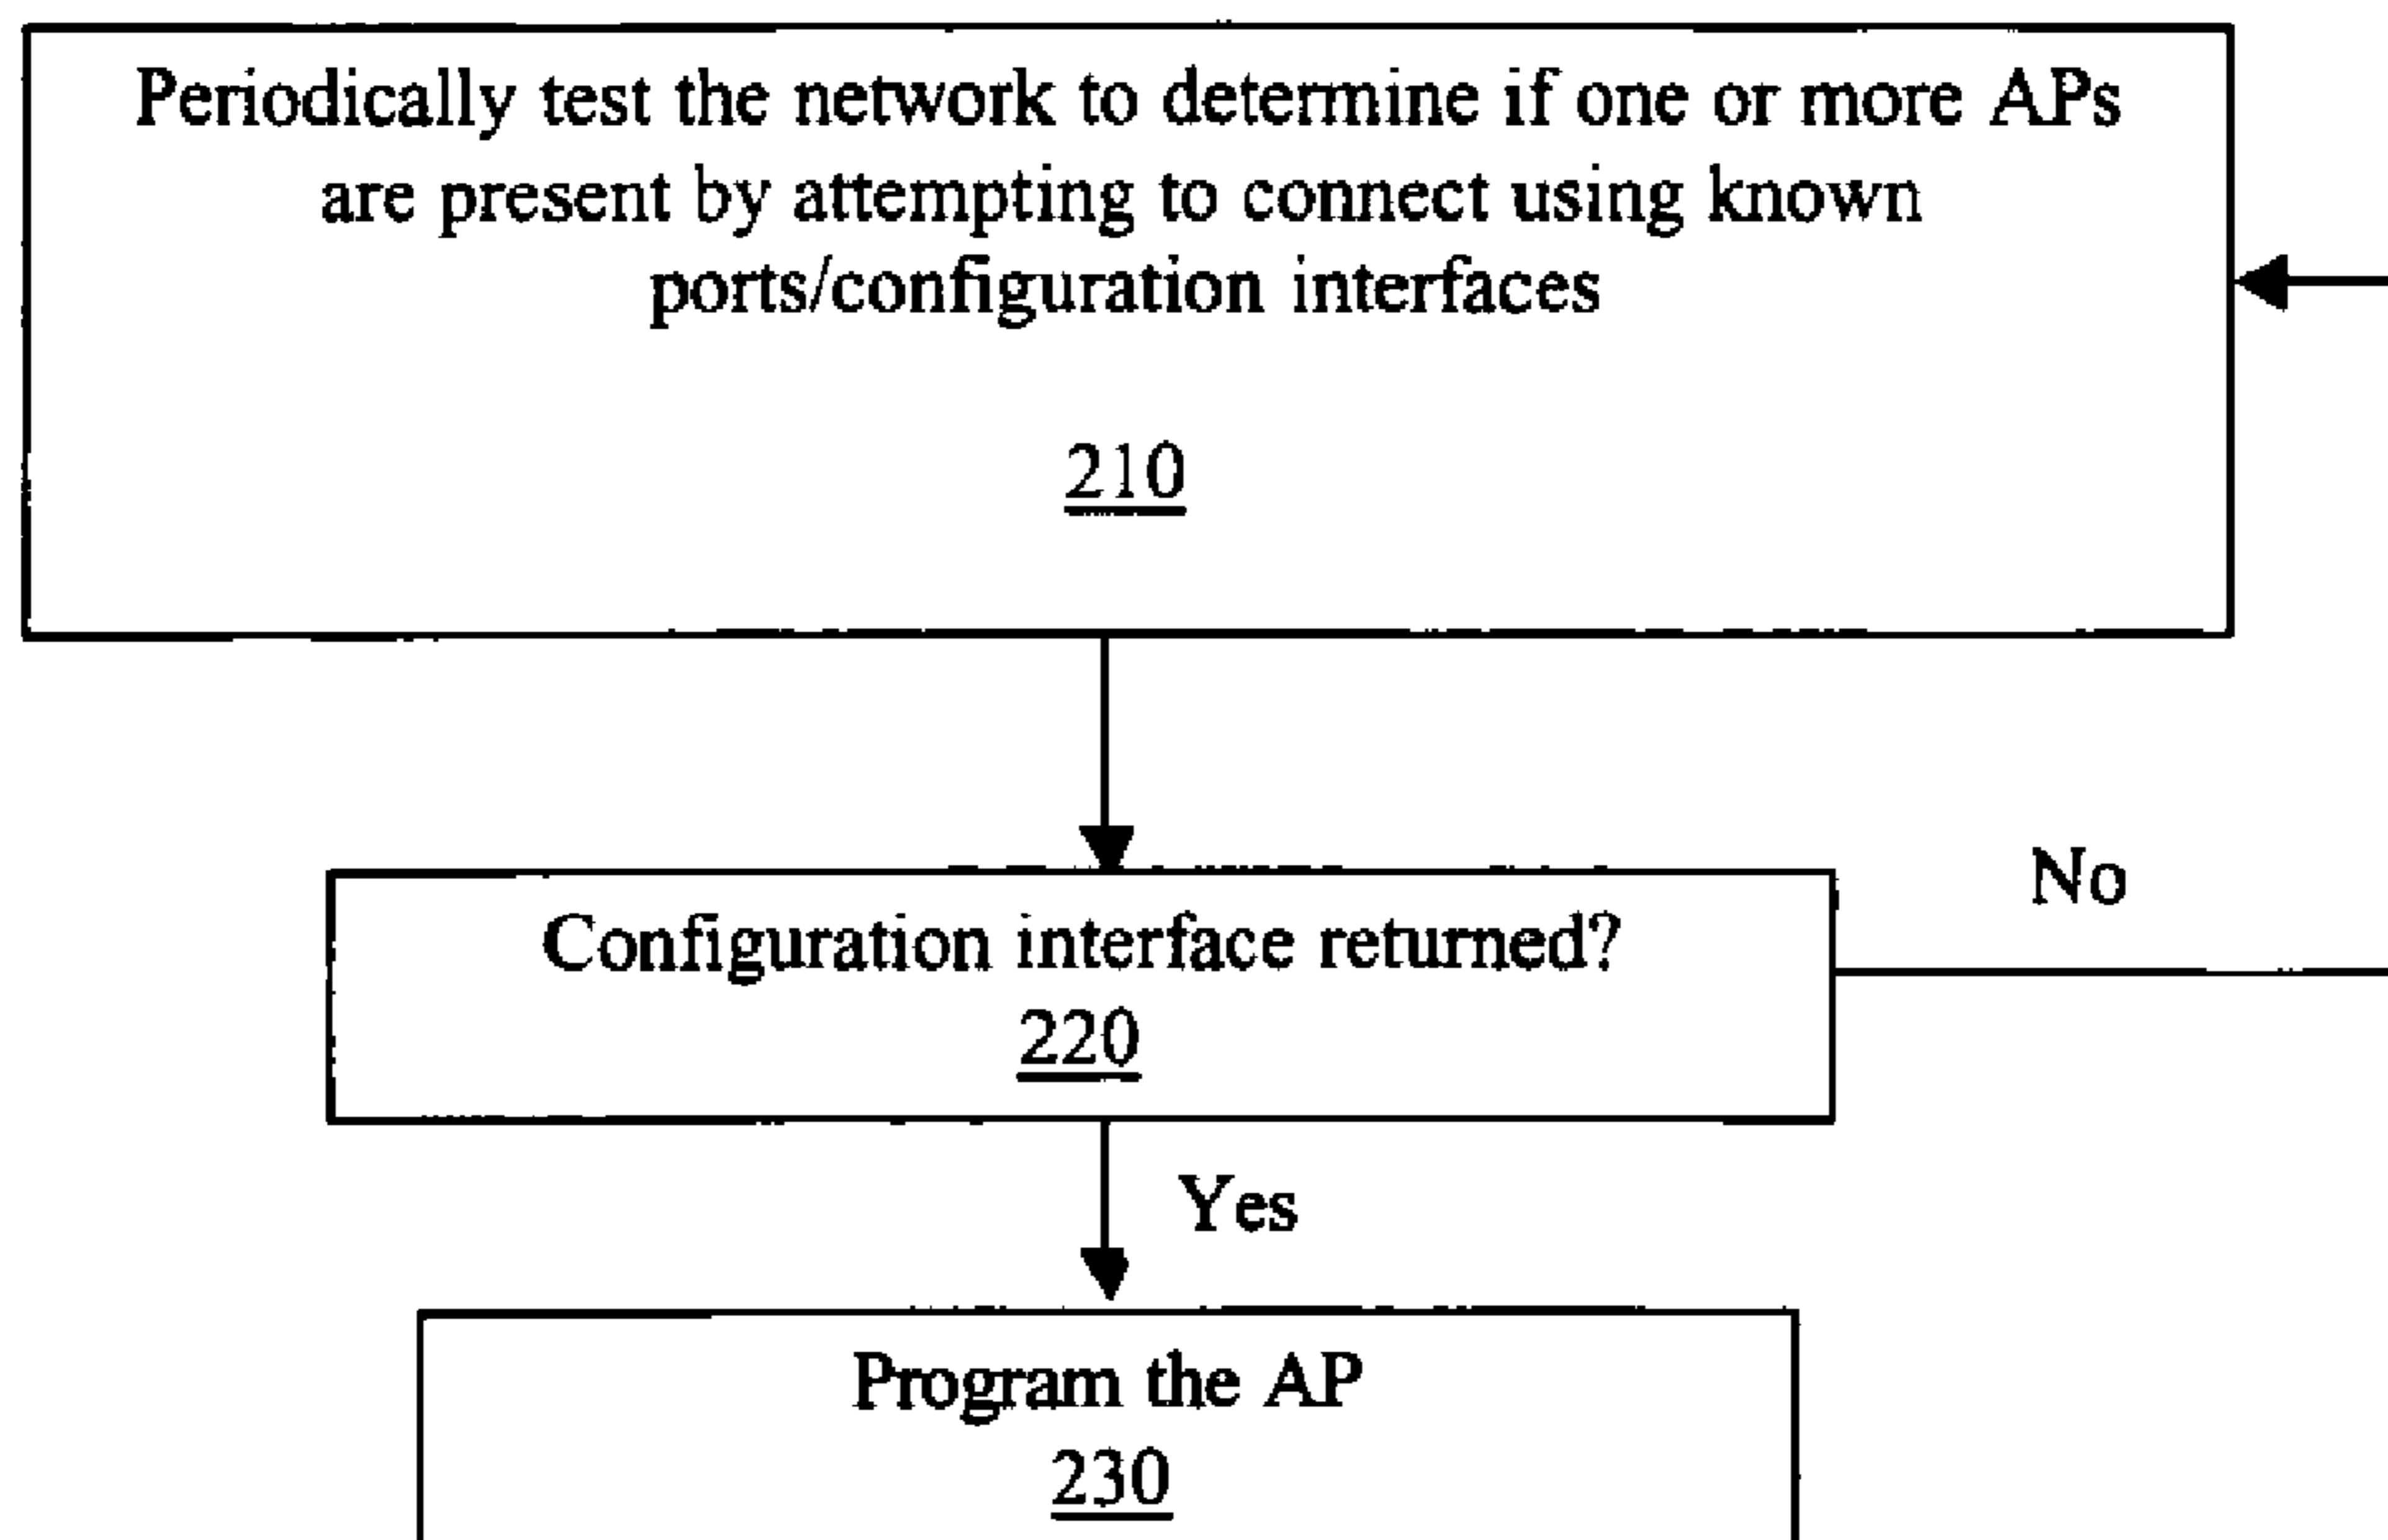 Periodically test the network to determine if one or more APs
are present by attempting to connect using known
ports/configuration interfaces
210
No
Configuration interface returned?
220
Yes
Program the AP
230